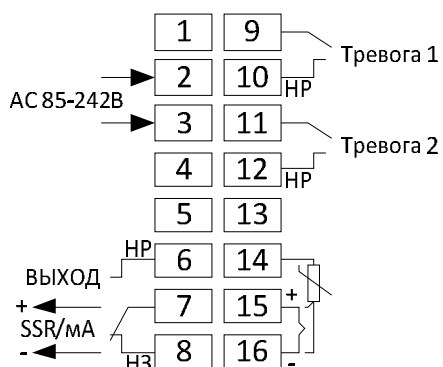 1 9
Тревога 1
2 10
НР
АС 85-242В
3 11
Тревога 2
4 12
НР
5 13
НР
6 14
ВЫХОД
+ 7 15 +
SSR/мА
- НЗ 8 16 -